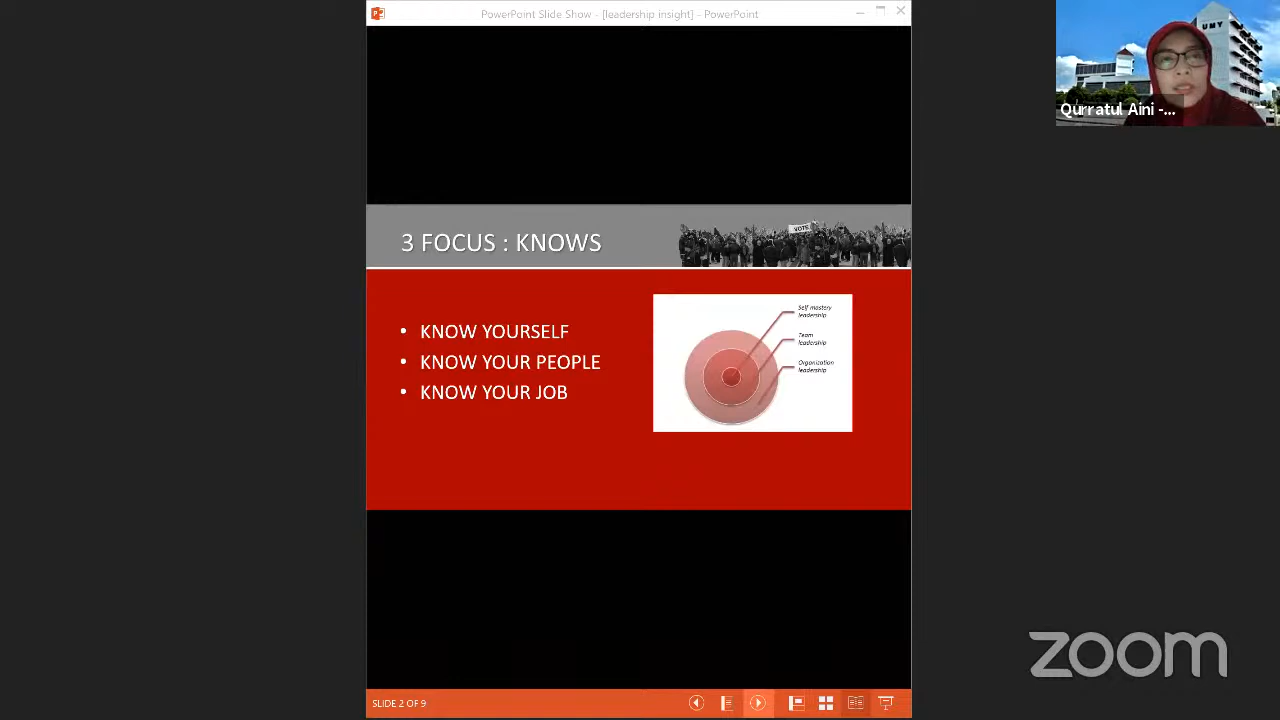 PowerPoint Slide Show - [leadership insight] - PowerPoint
UMY
Qurratul Aini -...
3 FOCUS : KNOWS
VOTE
• KNOW YOURSELF
• KNOW YOUR PEOPLE
• KNOW YOUR JOB
Self mastery
leadership
Team
leadership
Organization
leadership
zoom
SLIDE 2 OF 9